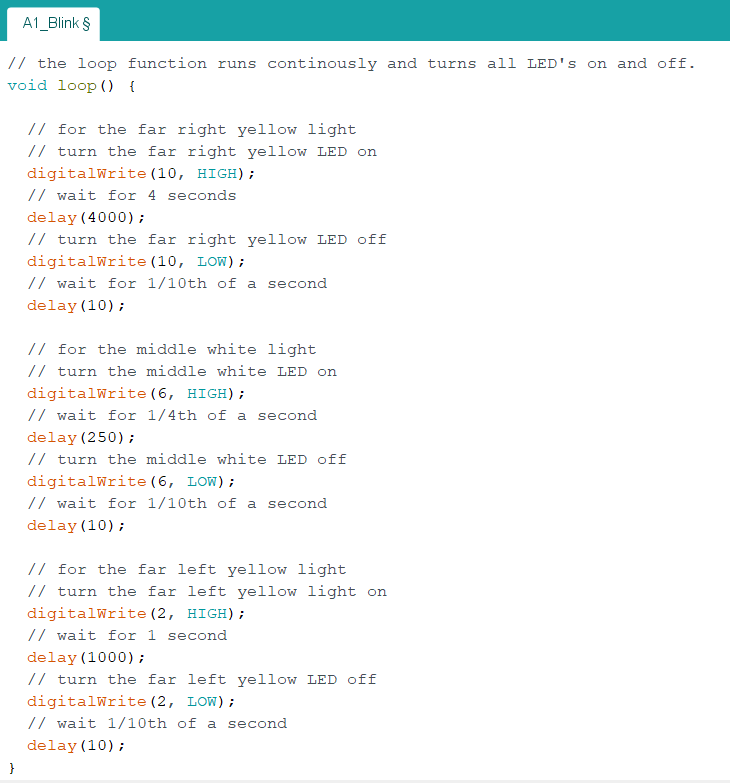 A1_Blink §
// the loop function runs continously and turns all LED's on and off.
void loop() {
// for the far right yellow light
// turn the far right yellow LED on
digitalWrite(10, HIGH);
// wait for 4 seconds
delay(4000);
// turn the far right yellow LED off
digitalWrite(10, LOW);
// wait for 1/10th of a second
delay(10);
// for the middle white light
// turn the middle white LED on
digitalWrite(6, HIGH);
// wait for 1/4th of a second
delay(250);
// turn the middle white LED off
digitalWrite(6, LOW);
// wait for 1/10th of a second
delay(10);
// for the far left yellow light
// turn the far left yellow light on
digitalWrite(2, HIGH);
// wait for 1 second
delay(1000);
// turn the far left yellow LED off
digitalWrite(2, LOW);
// wait 1/10th of a second
delay(10);
}